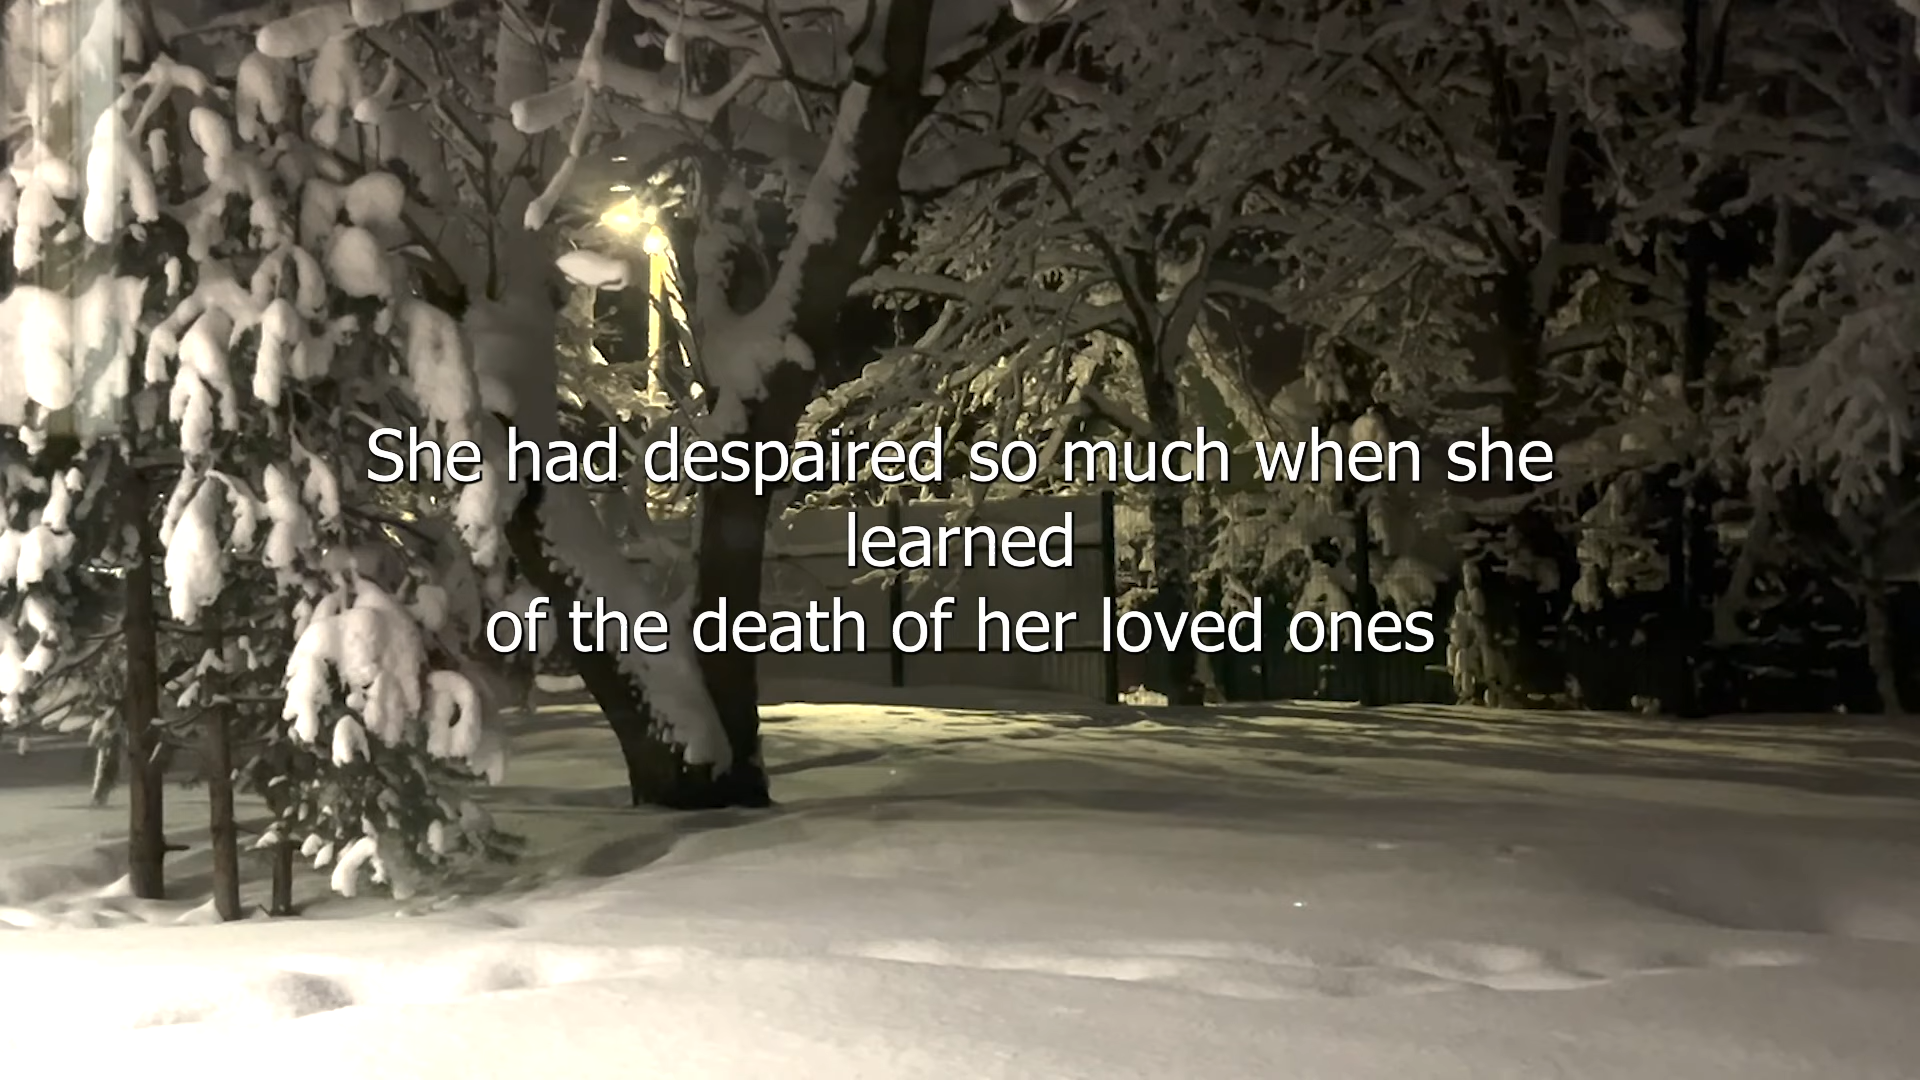 She had despaired so much when she
learned
of the death of her loved ones